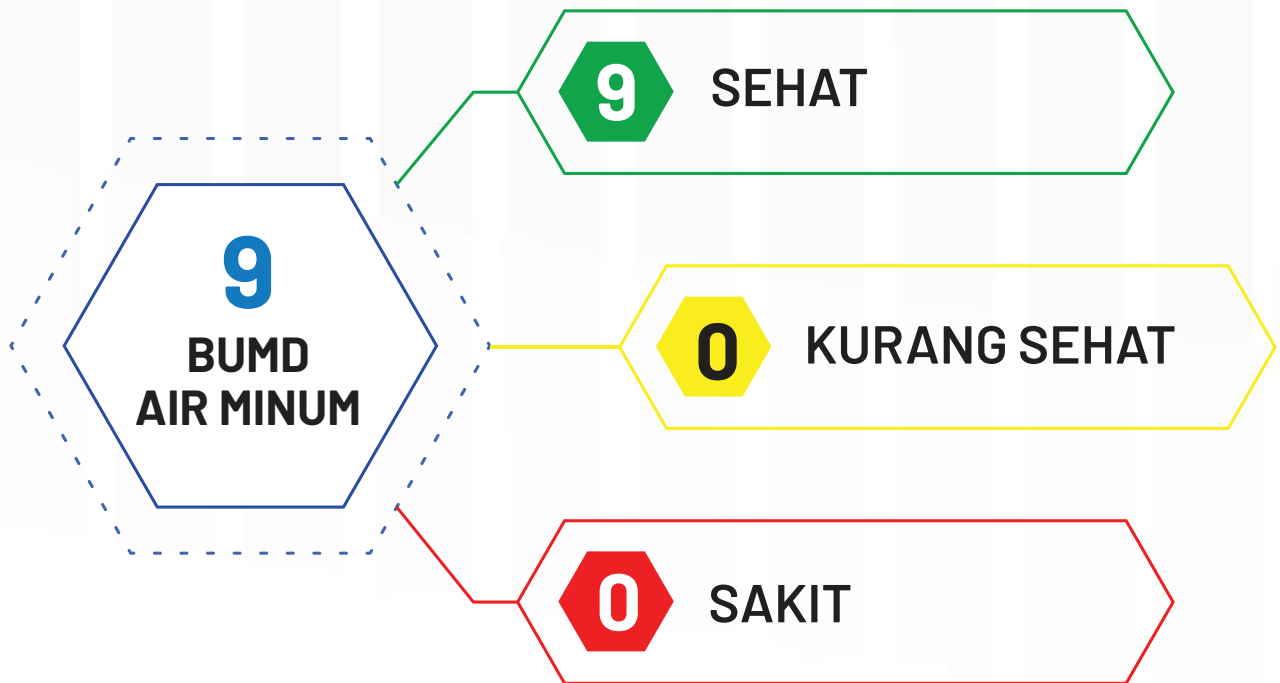 9
BUMD
AIR MINUM
9
SEHAT
0
KURANG SEHAT
0
SAKIT